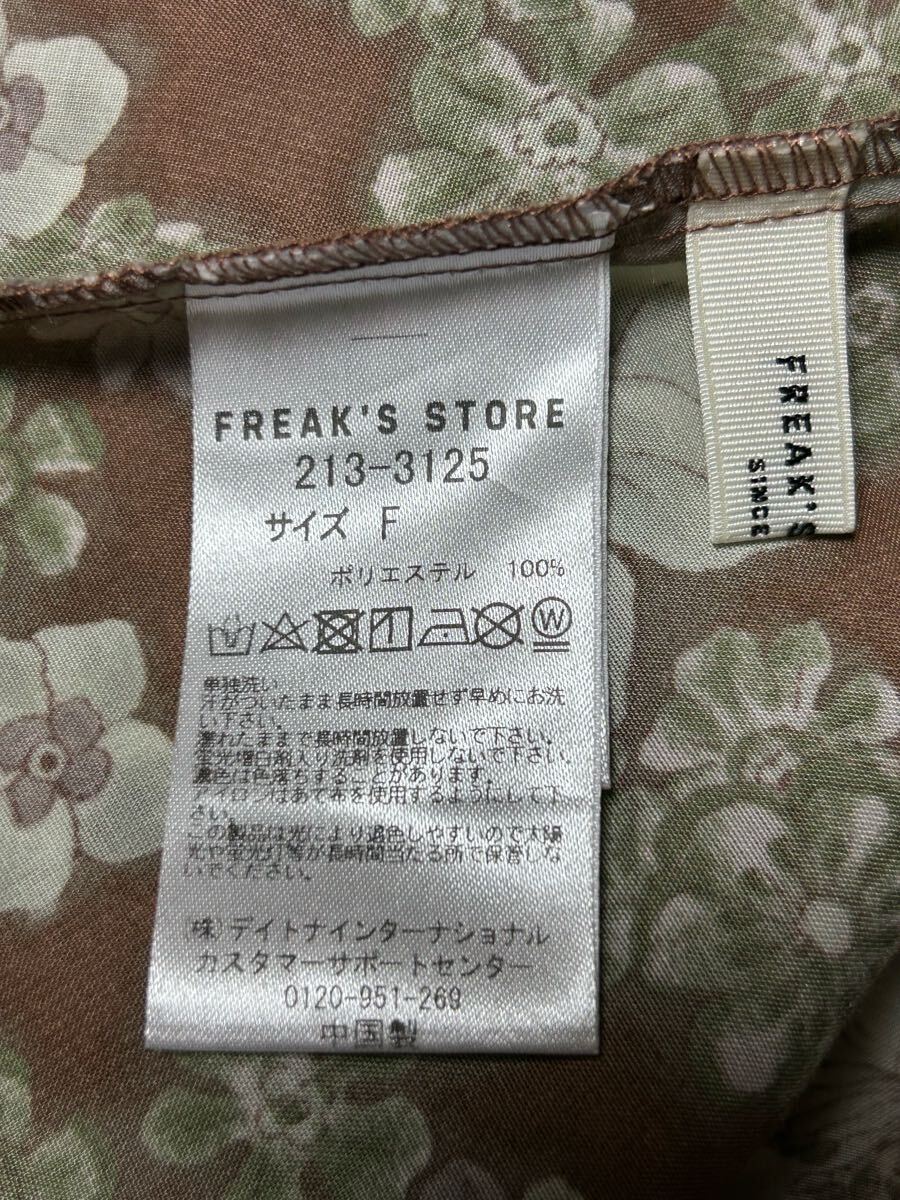 FREAK'S STORE
213-3125
サイズ F
ポリエステル 100%
W
単独洗い
汗がついたまま長時間放置せず早めにお洗
い下さい。
濡れたままで長時間放置しないで下さい。
蛍光増白剤入り洗剤を使用しないで下さい。
濃色は色落ちすることがあります。
アイロンはあて布を使用するようにして下
さい。
この製品は光により退色しやすいので太陽
光や蛍光灯等が長時間当たる所で保管しな
いでください。
(株)デイトナインターナショナル
カスタマーサポートセンター
0120-951-269
中国製
FREAK'S
SINCE